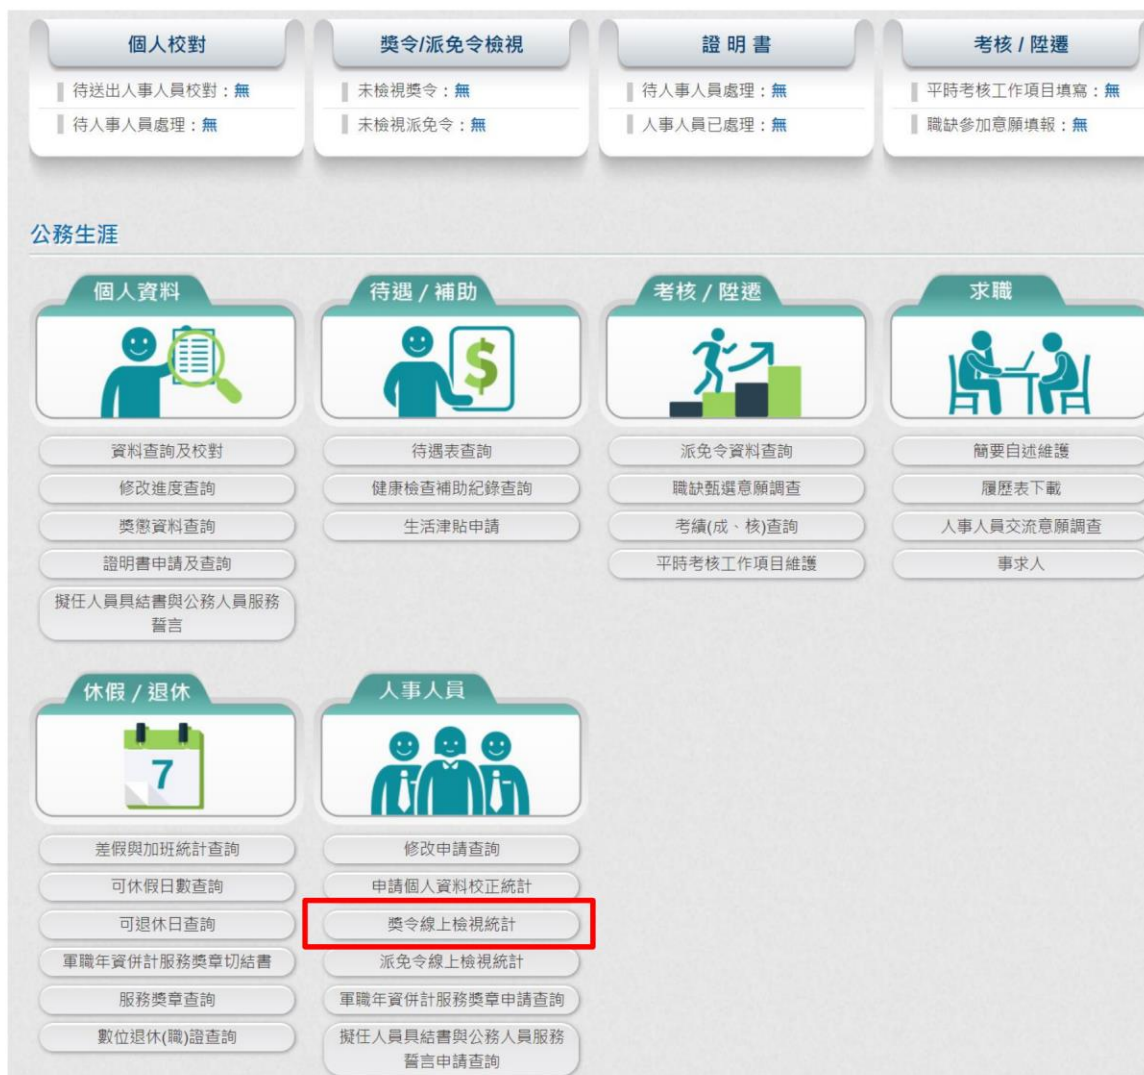 個人校對
待送出人事人員校對：無
待人事人員處理：無
獎令/派免令檢視
未檢視獎令：無
未檢視派免令：無
證明書
待人事人員處理：無
人事人員已處理：無
考核 / 陞遷
平時考核工作項目填寫：無
職缺參加意願填報：無
公務生涯
個人資料
資料查詢及校對
修改進度查詢
獎懲資料查詢
證明書申請及查詢
擬任人員具結書與公務人員服務
誓言
待遇 / 補助
$
待遇表查詢
健康檢查補助紀錄查詢
生活津貼申請
考核 / 陞遷
派免令資料查詢
職缺甄選意願調查
考績(成、核)查詢
平時考核工作項目維護
求職
簡要自述維護
履歷表下載
人事人員交流意願調查
事求人
休假 / 退休
7
差假與加班統計查詢
可休假日數查詢
可退休日查詢
軍職年資併計服務獎章切結書
服務獎章查詢
數位退休(職)證查詢
人事人員
修改申請查詢
申請個人資料校正統計
獎令線上檢視統計
派免令線上檢視統計
軍職年資併計服務獎章申請查詢
擬任人員具結書與公務人員服務
誓言申請查詢